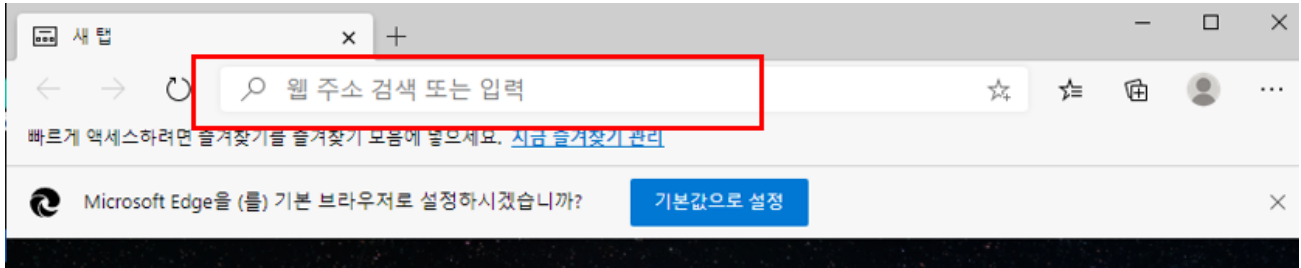 새 탭
웹 주소 검색 또는 입력
빠르게 액세스하려면 즐겨찾기를 즐겨찾기 모음에 넣으세요. 지금 즐겨찾기 관리
Microsoft Edge을 (를) 기본 브라우저로 설정하시겠습니까? 기본값으로 설정